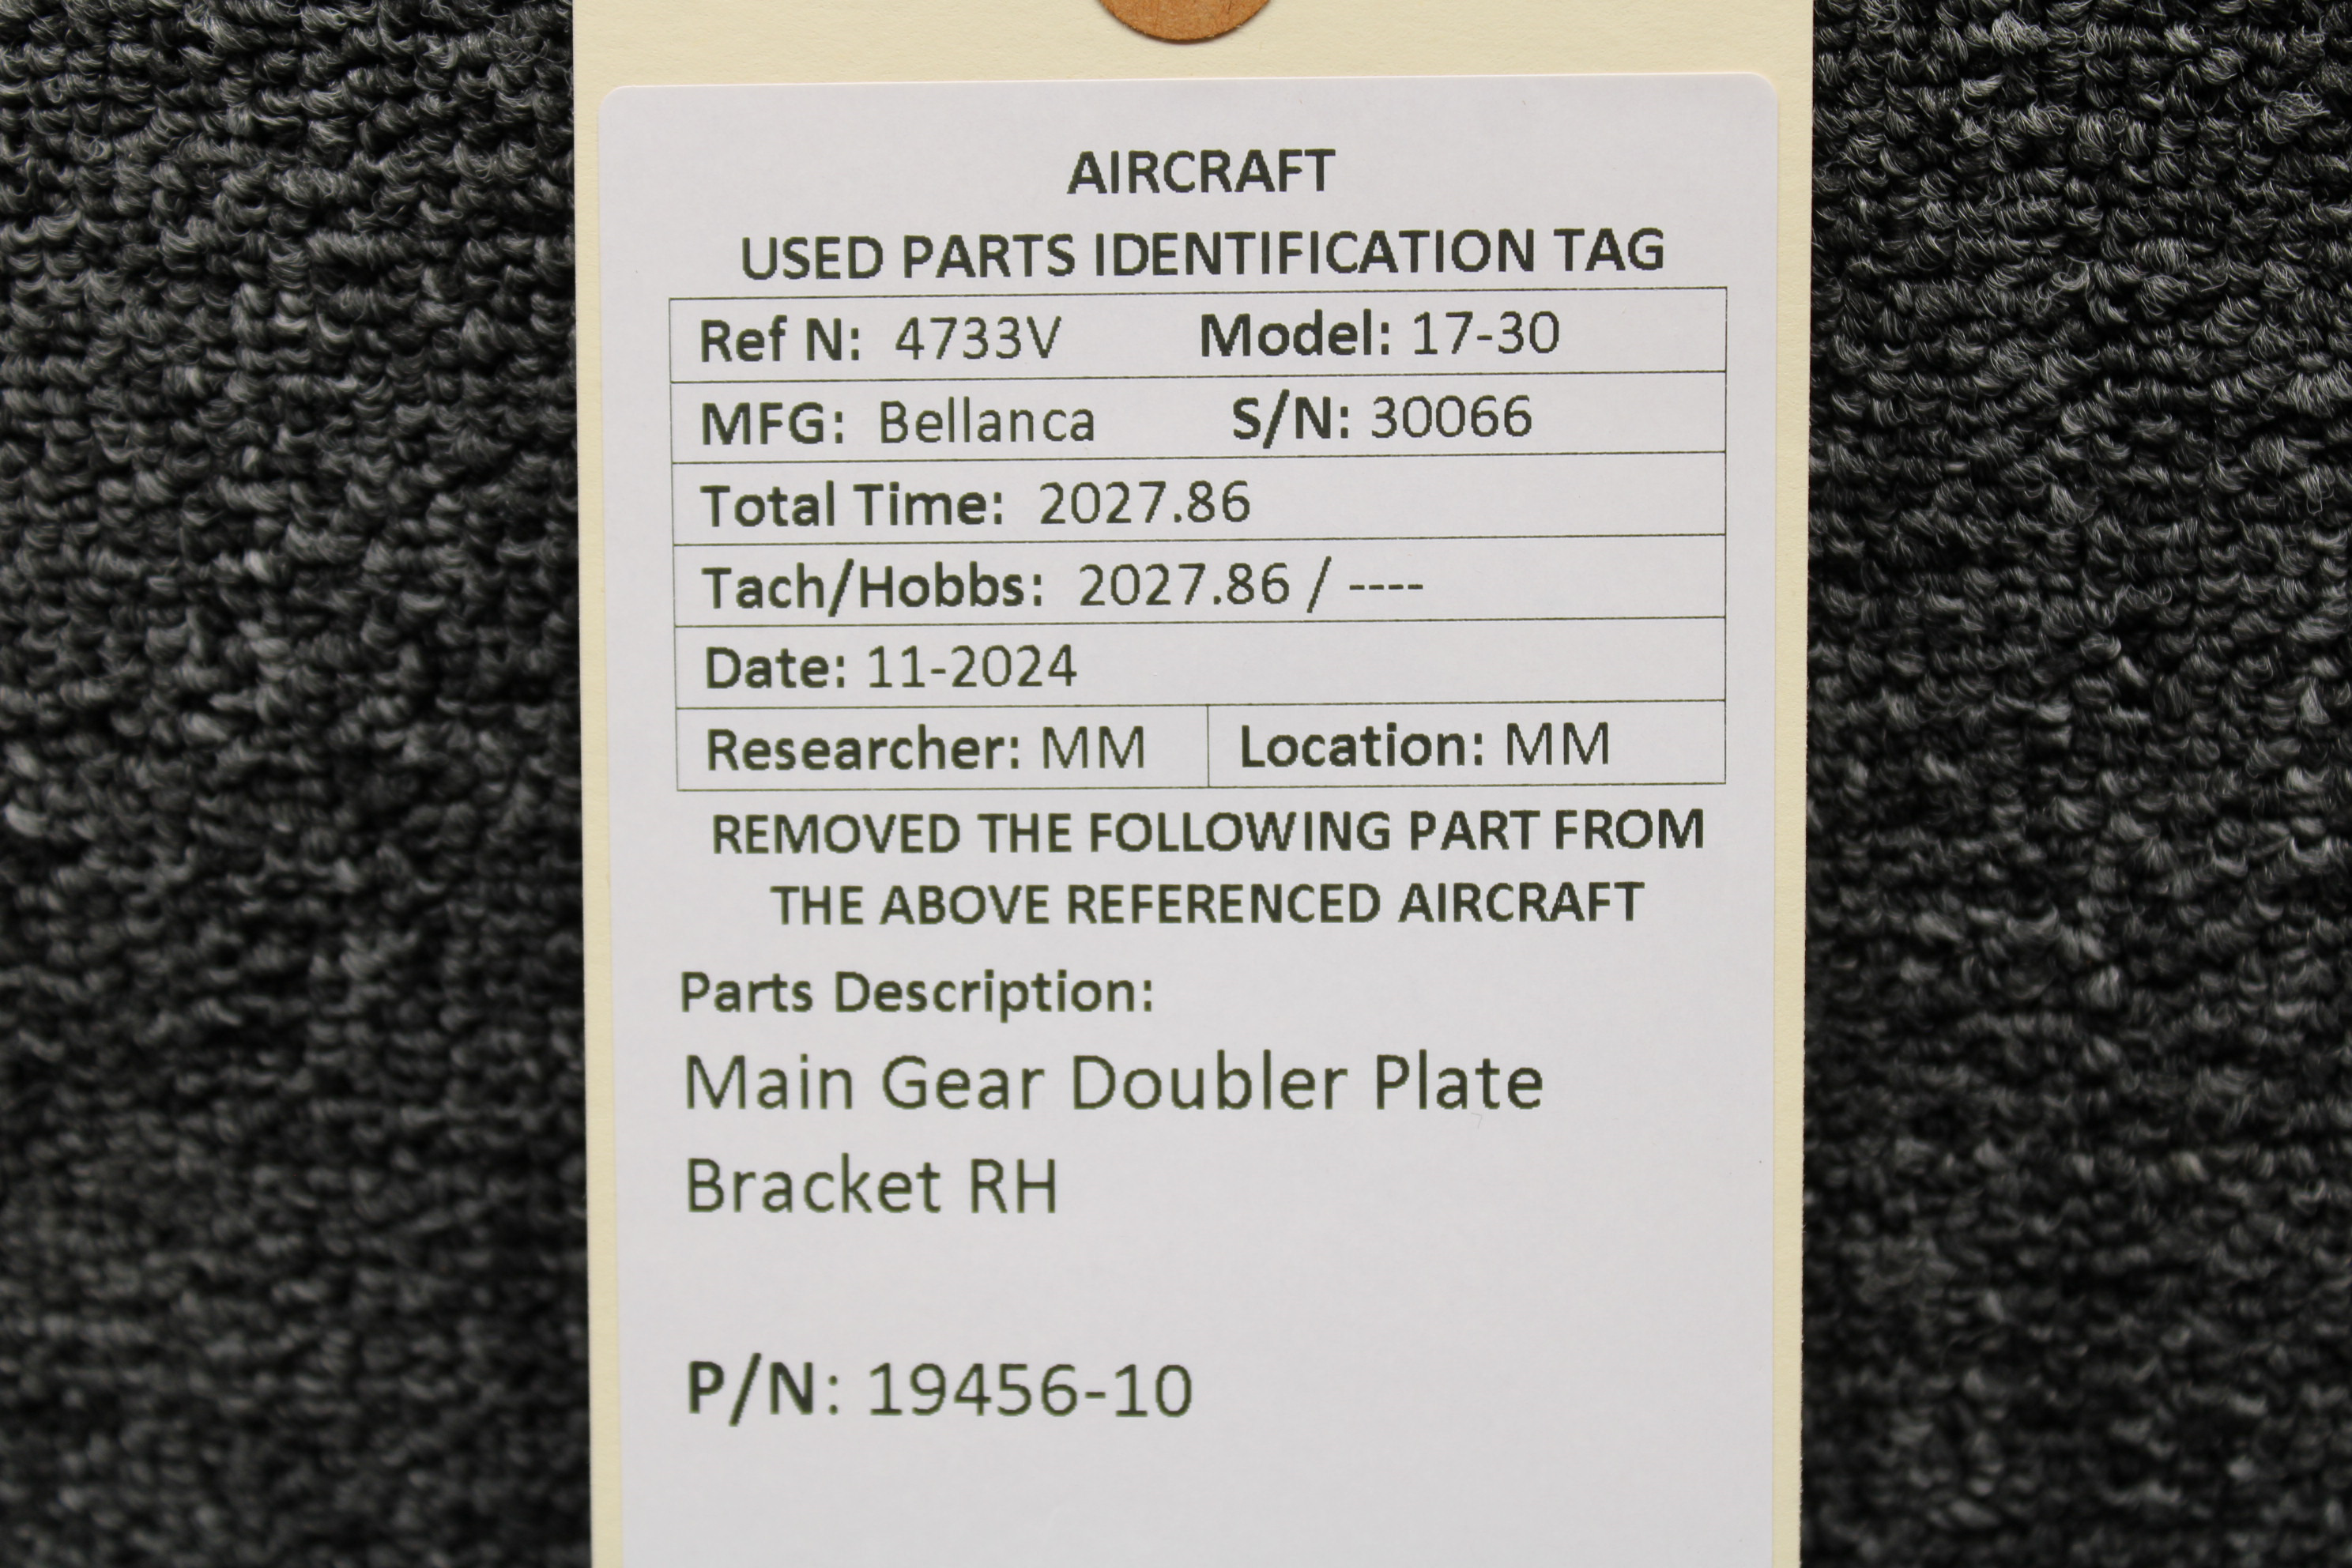 AIRCRAFT
USED PARTS IDENTIFICATION TAG
Ref N: 4733V Model: 17-30
MFG: Bellanca S/N: 30066
Total Time: 2027.86
Tach/Hobbs: 2027.86 / ----
Date: 11-2024
Researcher: MM Location: MM
REMOVED THE FOLLOWING PART FROM
THE ABOVE REFERENCED AIRCRAFT
Parts Description:
Main Gear Doubler Plate
Bracket RH
P/N: 19456-10